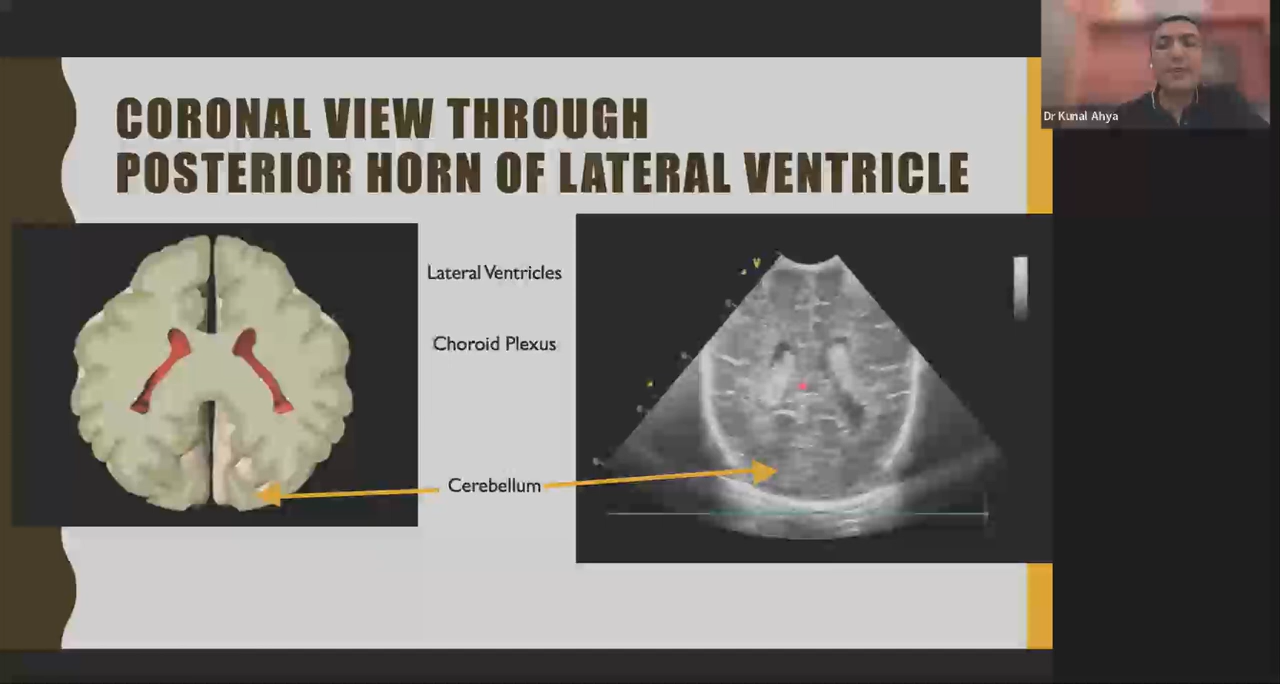 CORONAL VIEW THROUGH
POSTERIOR HORN OF LATERAL VENTRICLE
Dr Kunal Ahya
Lateral Ventricles
V
Choroid Plexus
Cerebellum